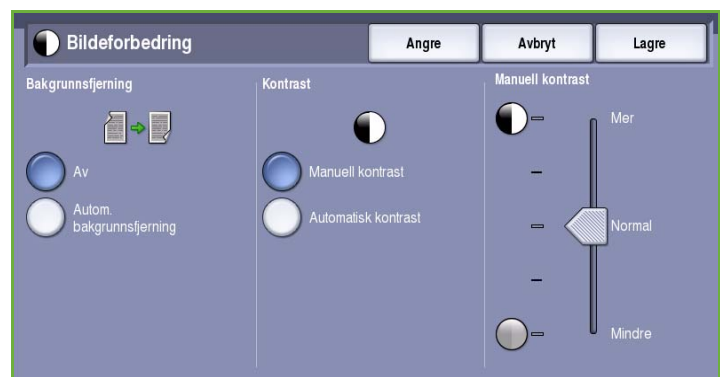 Bildeforbedring
Angre
Avbryt
Lagre
Bakgrunnsfjerning
Av
Autom.
bakgrunnsfjerning
Kontrast
Manuell kontrast
Automatisk kontrast
Manuell kontrast
Mer
Normal
Mindre